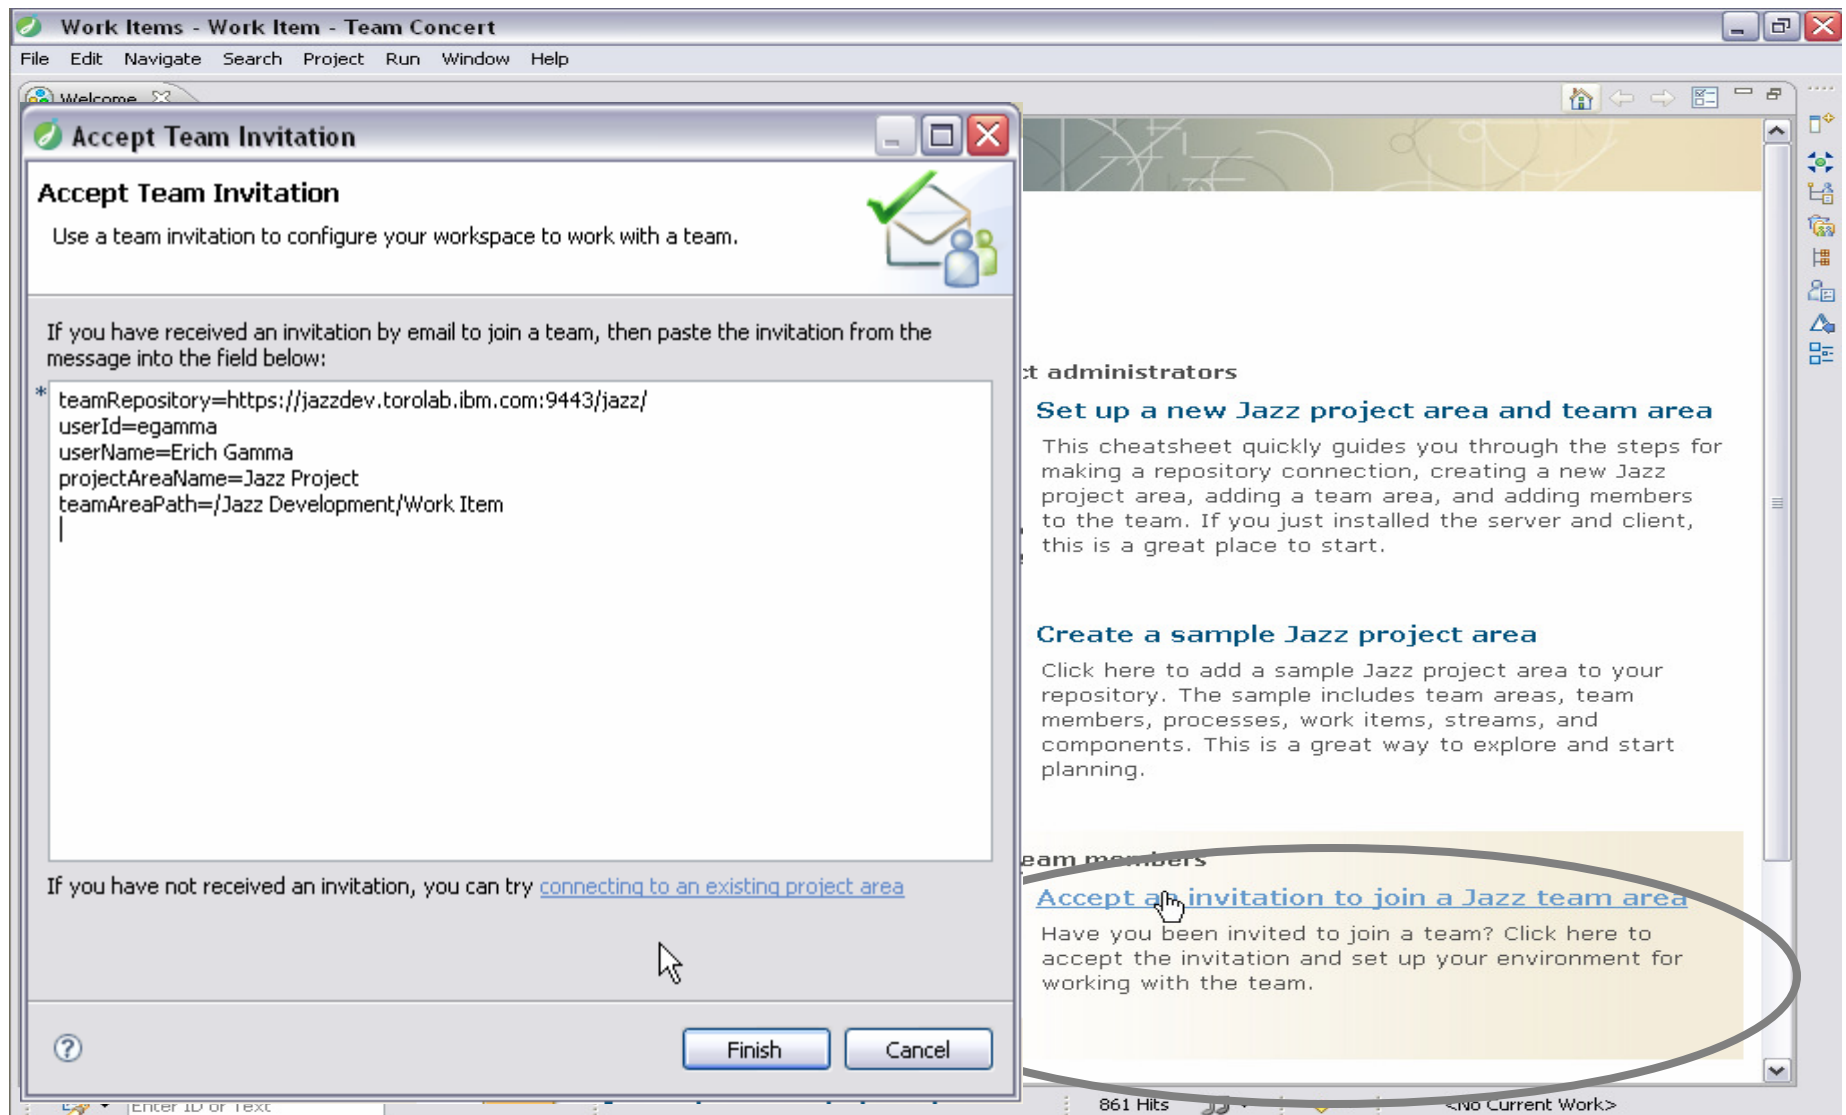 Work Items - Work Item - Team Concert
File Edit Navigate Search Project Run Window Help
Welcome
Accept Team Invitation
Accept Team Invitation
Use a team invitation to configure your workspace to work with a team.
If you have received an invitation by email to join a team, then paste the invitation from the
message into the field below:
*
teamRepository=https://jazzdev.torolab.ibm.com:9443/jazz/
userId=egamma
userName=Erich Gamma
projectAreaName=Jazz Project
teamAreaPath=/Jazz Development/Work Item
If you have not received an invitation, you can try connecting to an existing project area
Finish Cancel
ct administrators
Set up a new Jazz project area and team area
This cheatsheet quickly guides you through the steps for
making a repository connection, creating a new Jazz
project area, adding a team area, and adding members
to the team. If you just installed the server and client,
this is a great place to start.
Create a sample Jazz project area
Click here to add a sample Jazz project area to your
repository. The sample includes team areas, team
members, processes, work items, streams, and
components. This is a great way to explore and start
planning.
eam members
Accept an invitation to join a Jazz team area
Have you been invited to join a team? Click here to
accept the invitation and set up your environment for
working with the team.
Enter ID or Text
861 Hits
<No Current Work>